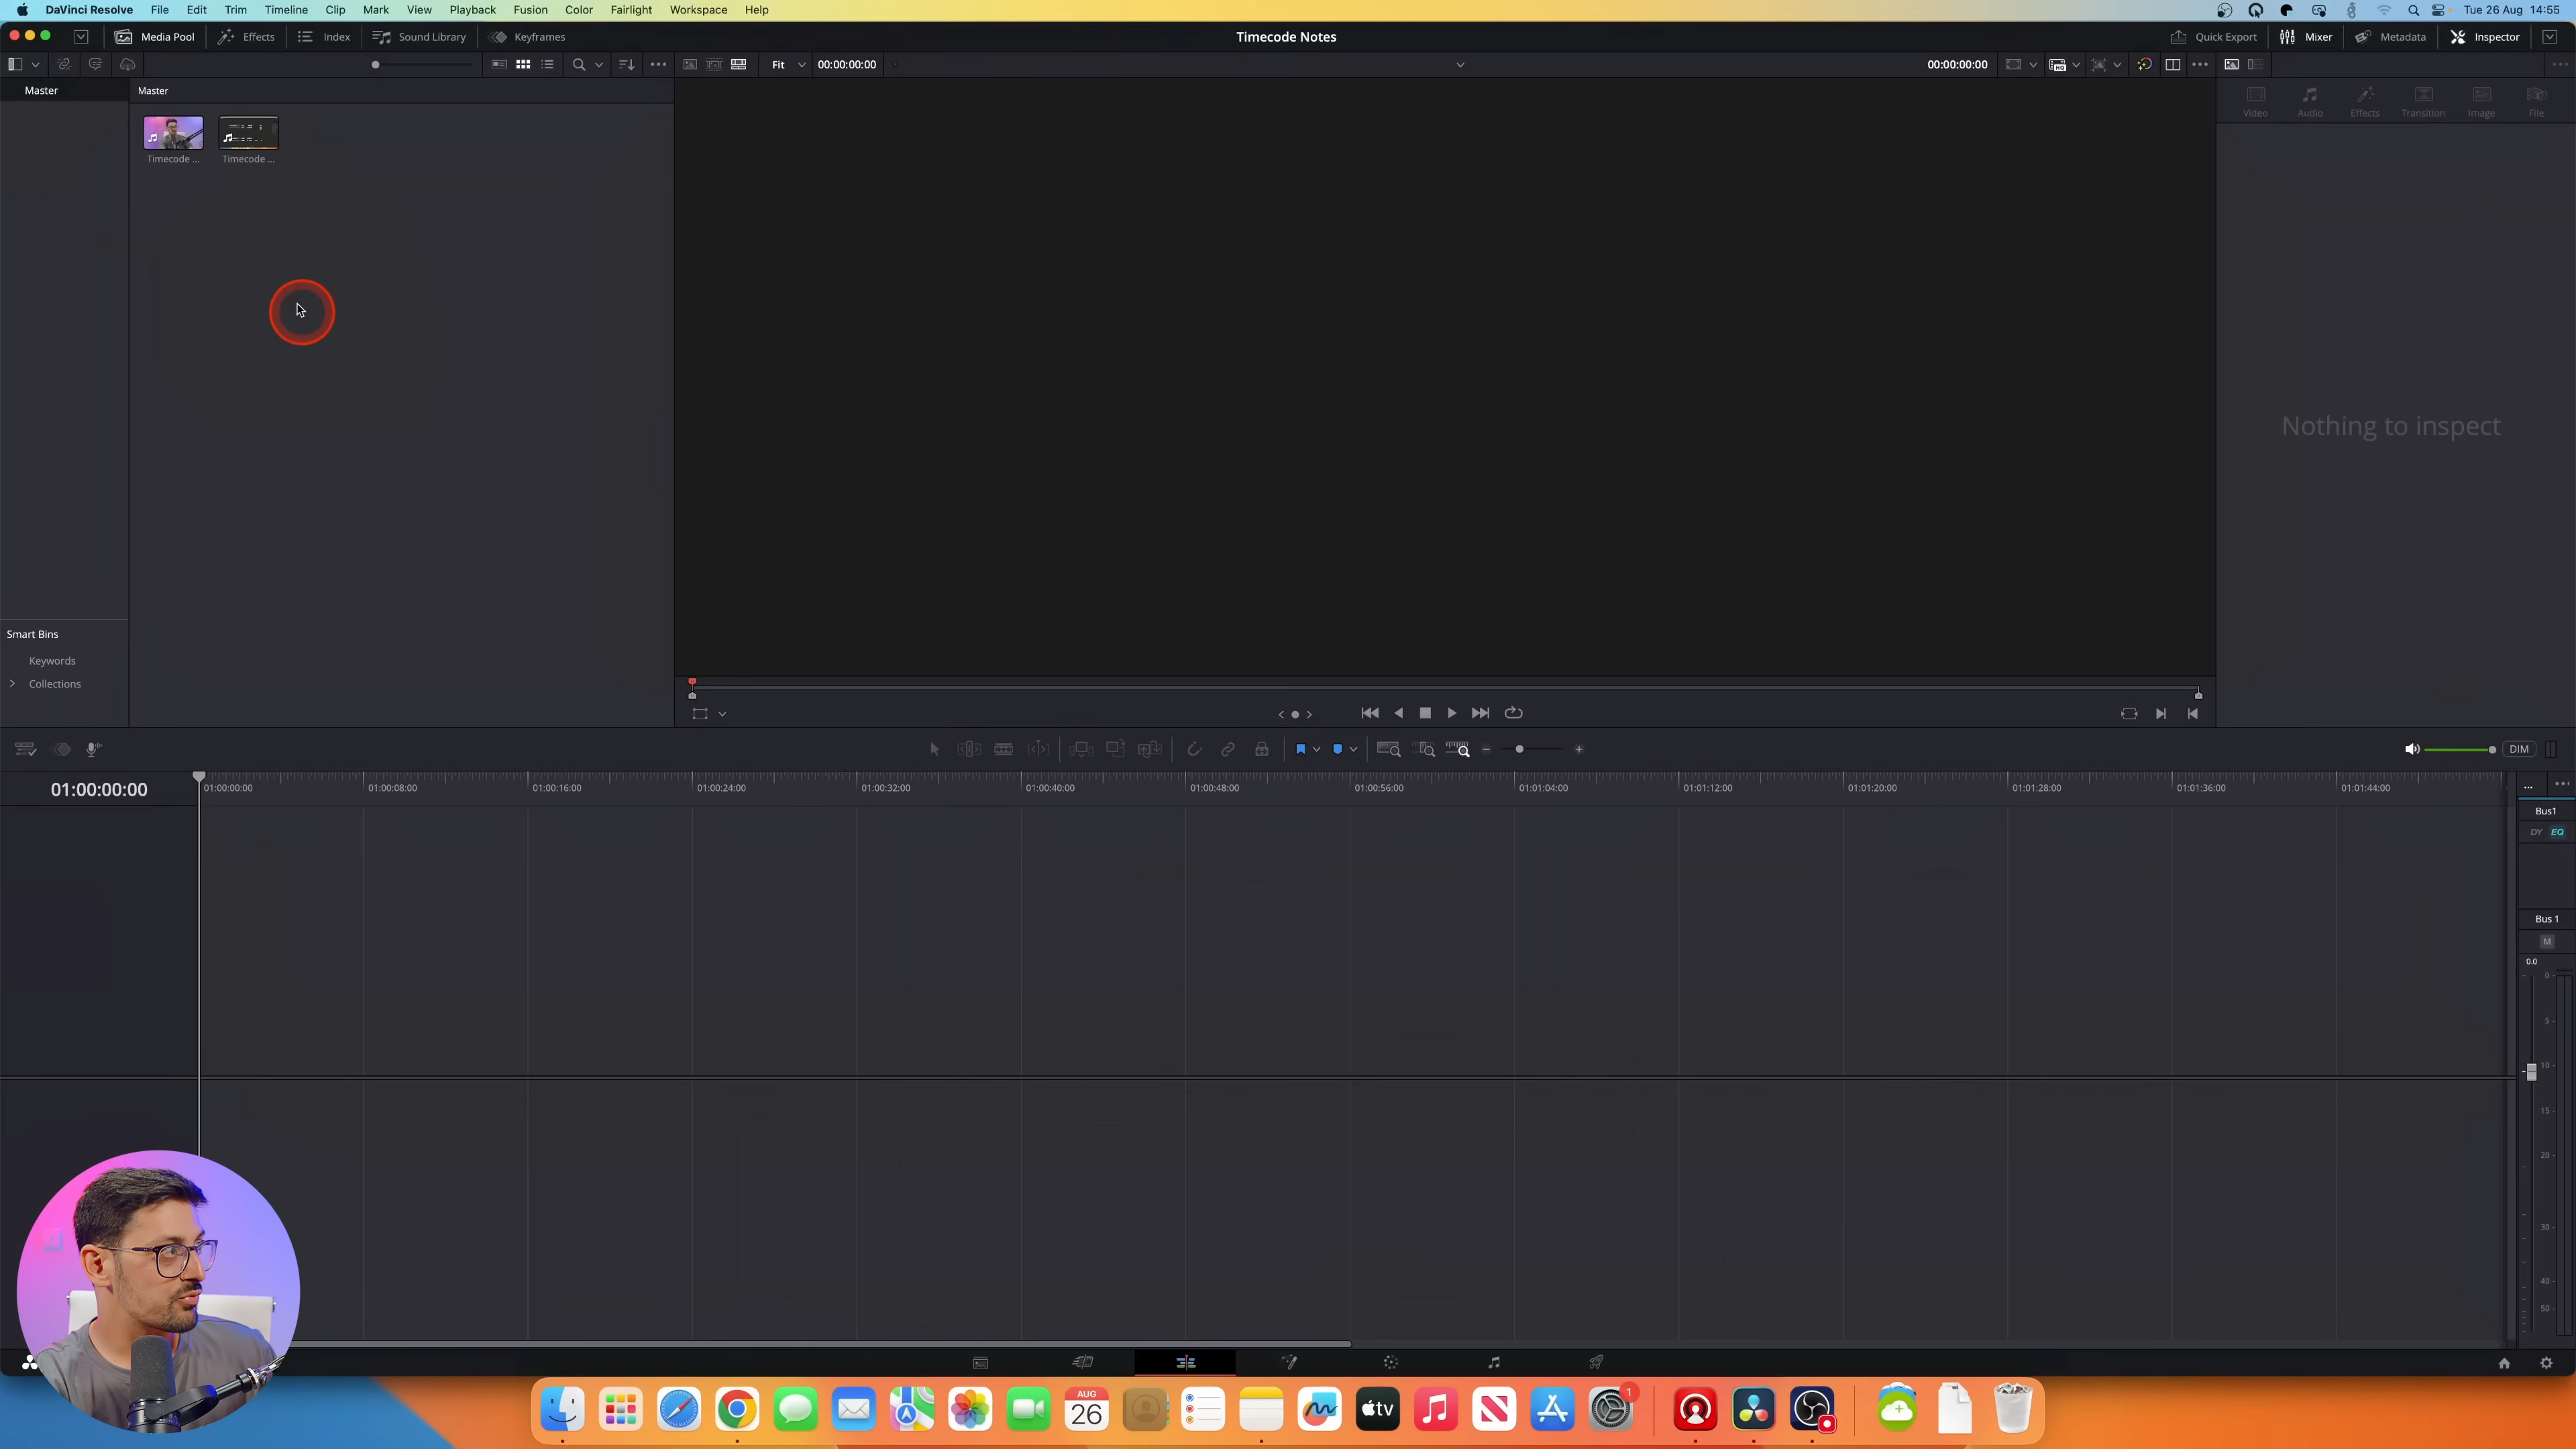 DaVinci Resolve File Edit Trim Timeline Clip Mark View Playback Fusion Color Fairlight Workspace Help Tue 26 Aug 14:55
Media Pool Effects Index Sound Library Keyframes Timecode Notes Quick Export Mixer Metadata Inspector
Fit 00:00:00:00 00:00:00:00
Master Master
Video Audio Effects Transition Image File
Timecode ... Timecode ...
Nothing to inspect
Smart Bins
Keywords
Collections
DIM
01:00:00:00 01:00:00:00 01:00:08:00 01:00:16:00 01:00:24:00 01:00:32:00 01:00:40:00 01:00:48:00 01:00:56:00 01:01:04:00 01:01:12:00 01:01:20:00 01:01:28:00 01:01:36:00 01:01:44:00
Bus1
DY EQ
Bus 1
M
0.0
0
5
10
15
20
30
40
50
AUG
26
tv
1